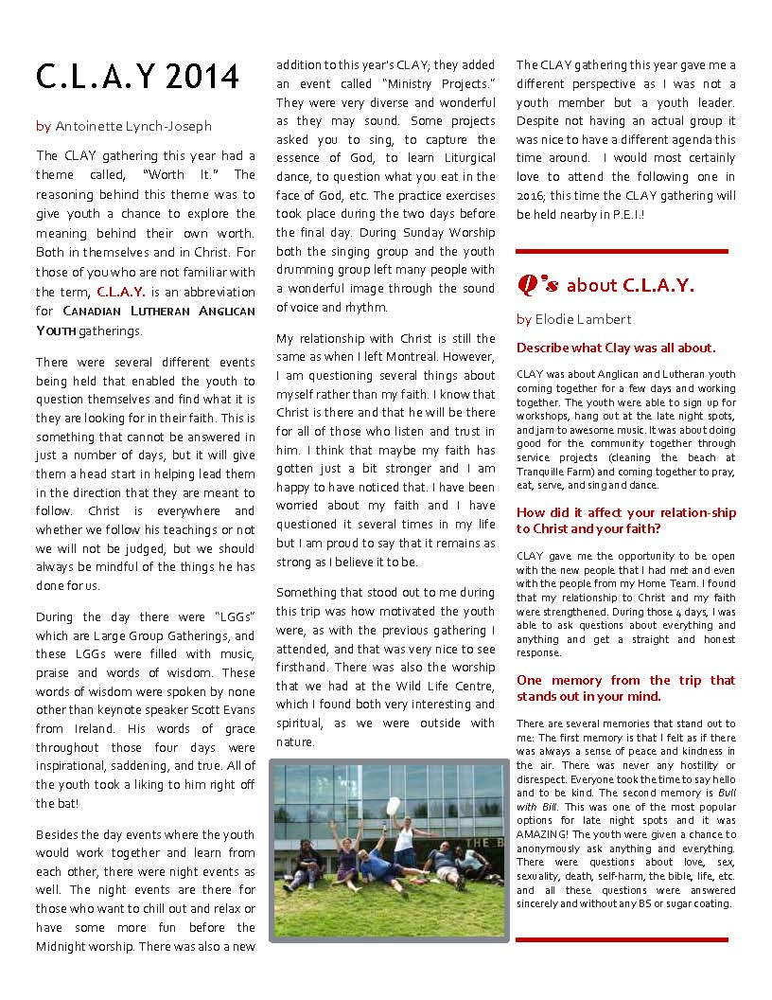 C.L.A.Y 2014
by Antoinette Lynch-Joseph
The CLAY gathering this year had a
theme called, “Worth It.” The
reasoning behind this theme was to
give youth a chance to explore the
meaning behind their own worth.
Both in themselves and in Christ. For
those of you who are not familiar with
the term, C.L.A.Y. is an abbreviation
for CANADIAN LUTHERAN ANGLICAN
YOUTH gatherings.
There were several different events
being held that enabled the youth to
question themselves and find what it is
they are looking for in their faith. This is
something that cannot be answered in
just a number of days, but it will give
them a head start in helping lead them
in the direction that they are meant to
follow. Christ is everywhere and
whether we follow his teachings or not
we will not be judged, but we should
always be mindful of the things he has
done for us.
During the day there were “LGGs”
which are Large Group Gatherings, and
these LGGs were filled with music,
praise and words of wisdom. These
words of wisdom were spoken by none
other than keynote speaker Scott Evans
from Ireland. His words of grace
throughout those four days were
inspirational, saddening, and true. All of
the youth took a liking to him right off
the bat!
Besides the day events where the youth
would work together and learn from
each other, there were night events as
well. The night events are there for
those who want to chill out and relax or
have some more fun before the
Midnight worship. There was also a new
addition to this year's CLAY; they added
an event called “Ministry Projects.”
They were very diverse and wonderful
as they may sound. Some projects
asked you to sing, to capture the
essence of God, to learn Liturgical
dance, to question what you eat in the
face of God, etc. The practice exercises
took place during the two days before
the final day. During Sunday Worship
both the singing group and the youth
drumming group left many people with
a wonderful image through the sound
of voice and rhythm.
My relationship with Christ is still the
same as when I left Montreal. However,
I am questioning several things about
myself rather than my faith. I know that
Christ is there and that he will be there
for all of those who listen and trust in
him. I think that maybe my faith has
gotten just a bit stronger and I am
happy to have noticed that. I have been
worried about my faith and I have
questioned it several times in my life
but I am proud to say that it remains as
strong as I believe it to be.
Something that stood out to me during
this trip was how motivated the youth
were, as with the previous gathering I
attended, and that was very nice to see
firsthand. There was also the worship
that we had at the Wild Life Centre,
which I found both very interesting and
spiritual, as we were outside with
nature.
THE B
The CLAY gathering this year gave me a
different perspective as I was not a
youth member but a youth leader.
Despite not having an actual group it
was nice to have a different agenda this
time around. I would most certainly
love to attend the following one in
2016; this time the CLAY gathering will
be held nearby in P.E.I.!
Q's about C.L.A.Y.
by Elodie Lambert
Describe what Clay was all about.
CLAY was about Anglican and Lutheran youth
coming together for a few days and working
together. The youth were able to sign up for
workshops, hang out at the late night spots,
and jam to awesome music. It was about doing
good for the community together through
service projects (cleaning the beach at
Tranquille Farm) and coming together to pray,
eat, serve, and sing and dance.
How did it affect your relation-ship
to Christ and your faith?
CLAY gave me the opportunity to be open
with the new people that I had met and even
with the people from my Home Team. I found
that my relationship to Christ and my faith
were strengthened. During those 4 days, I was
able to ask questions about everything and
anything and get a straight and honest
response.
One memory from the trip that
stands out in your mind.
There are several memories that stand out to
me: The first memory is that I felt as if there
was always a sense of peace and kindness in
the air. There was never any hostility or
disrespect. Everyone took the time to say hello
and to be kind. The second memory is Bull
with Bill. This was one of the most popular
options for late night spots and it was
AMAZING! The youth were given a chance to
anonymously ask anything and everything.
There were questions about love, sex,
sexuality, death, self-harm, the bible, life, etc.
and all these questions were answered
sincerely and without any BS or sugar coating.